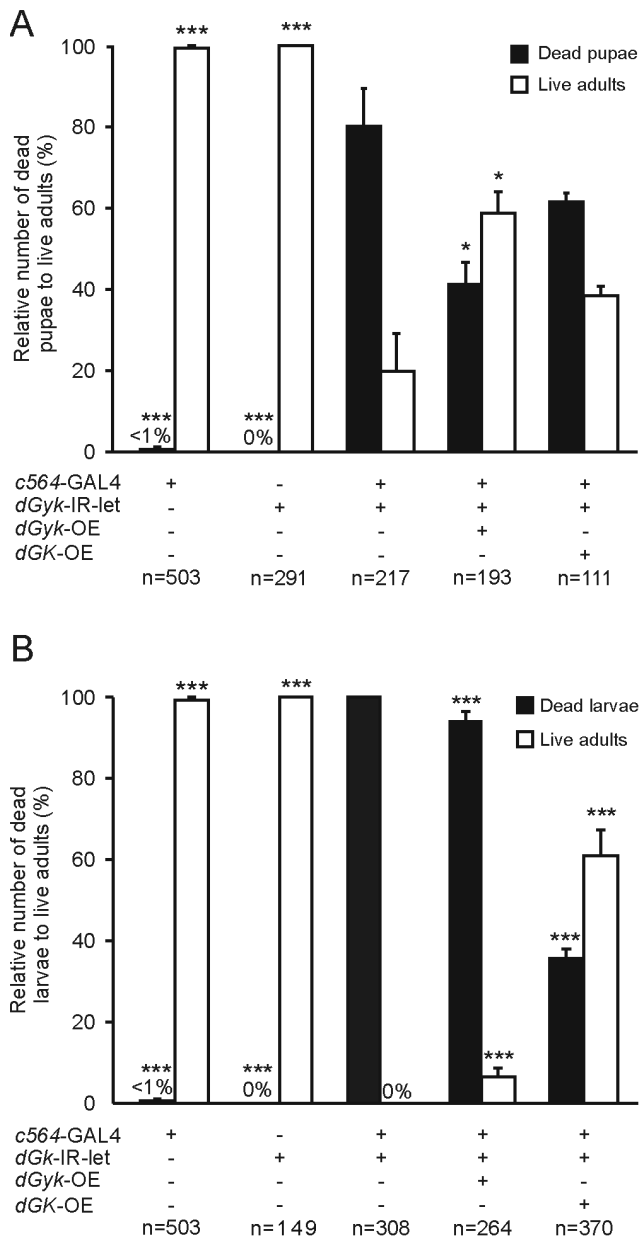 A
Relative number of dead
pupae to live adults (%)
100
80
60
40
20
0
Dead pupae
Live adults
***
***
*
*
***
<1%
***
0%
c564-GAL4 + - + + +
dGyk-IR-let - + + + +
dGyk-OE - - - + -
dGK-OE - - - - +
n=503 n=291 n=217 n=193 n=111
B
Relative number of dead
larvae to live adults (%)
100
80
60
40
20
0
Dead larvae
Live adults
***
***
***
***
***
***
***
<1%
***
0%
0%
c564-GAL4 + - + + +
dGk-IR-let - + + + +
dGyk-OE - - - + -
dGK-OE - - - - +
n=503 n=149 n=308 n=264 n=370